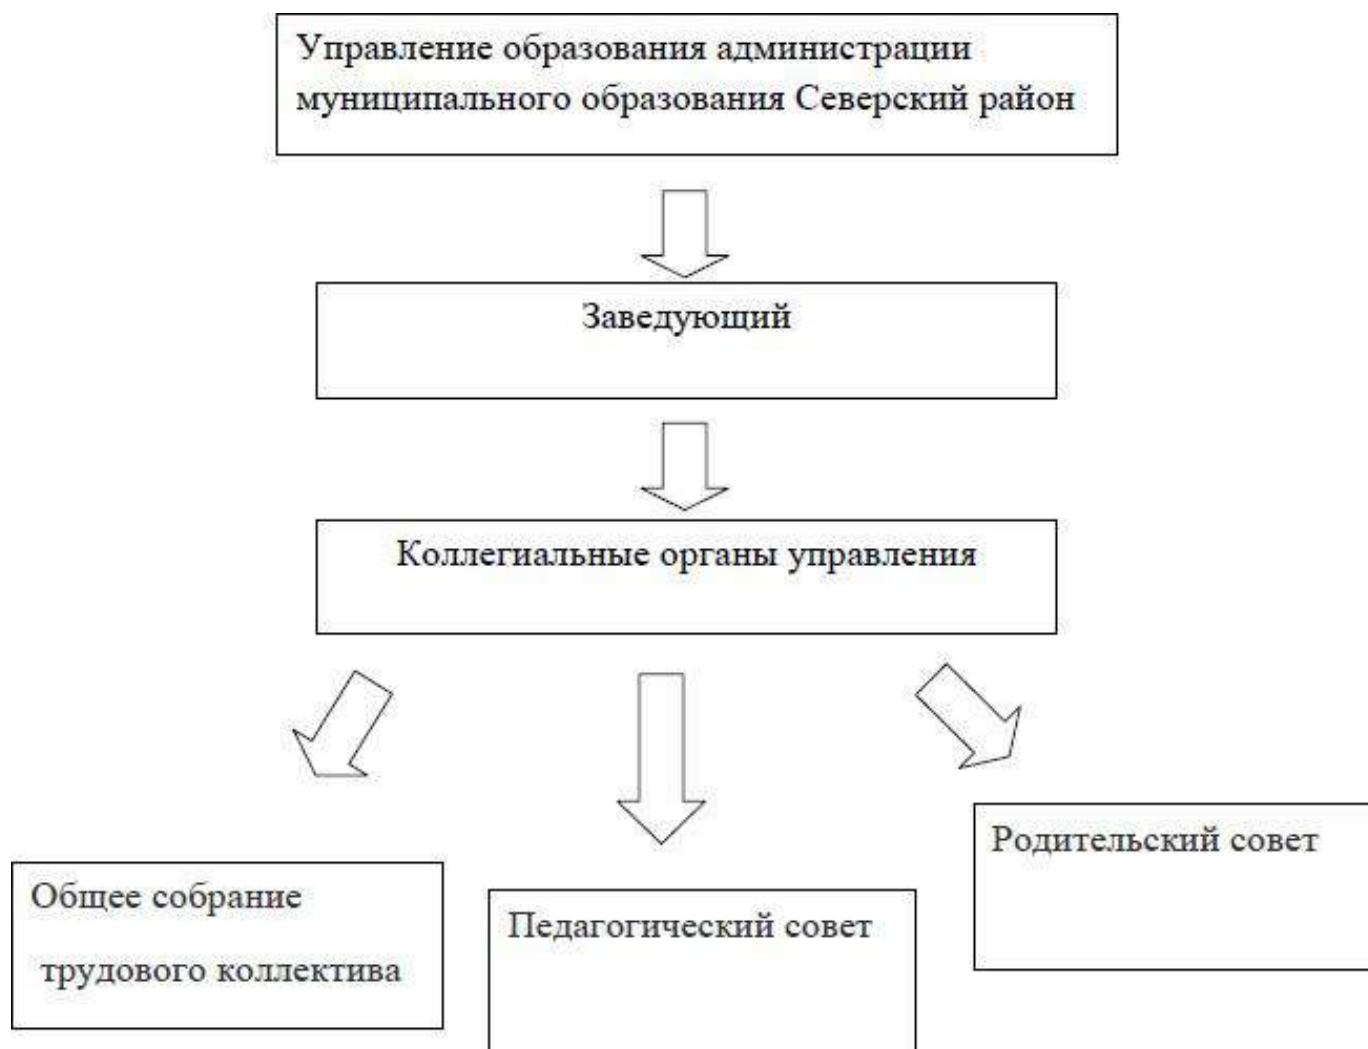 Управление образования администрации
муниципального образования Северский район
Заведующий
Коллегиальные органы управления
Общее собрание
трудового коллектива
Педагогический совет
Родительский совет